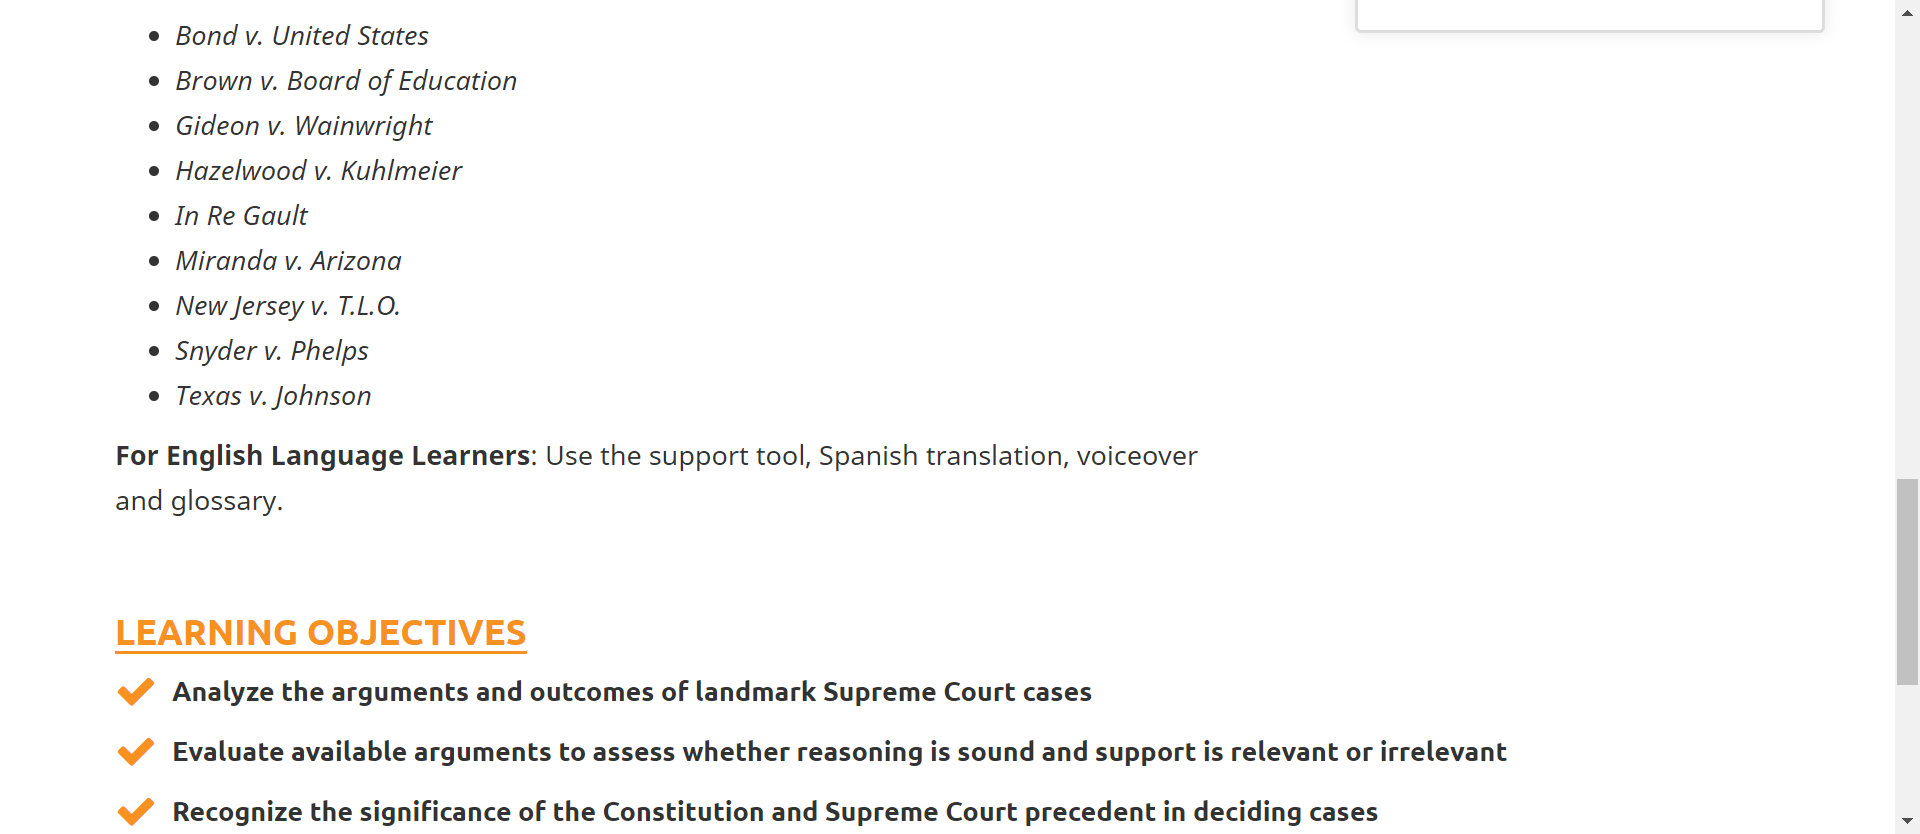 Bond v. United States
Brown v. Board of Education
Gideon v. Wainwright
Hazelwood v. Kuhlmeier
In Re Gault
Miranda v. Arizona
New Jersey v. T.L.O.
Snyder v. Phelps
Texas v. Johnson
For English Language Learners: Use the support tool, Spanish translation, voiceover
and glossary.
LEARNING OBJECTIVES
Analyze the arguments and outcomes of landmark Supreme Court cases
Evaluate available arguments to assess whether reasoning is sound and support is relevant or irrelevant
Recognize the significance of the Constitution and Supreme Court precedent in deciding cases